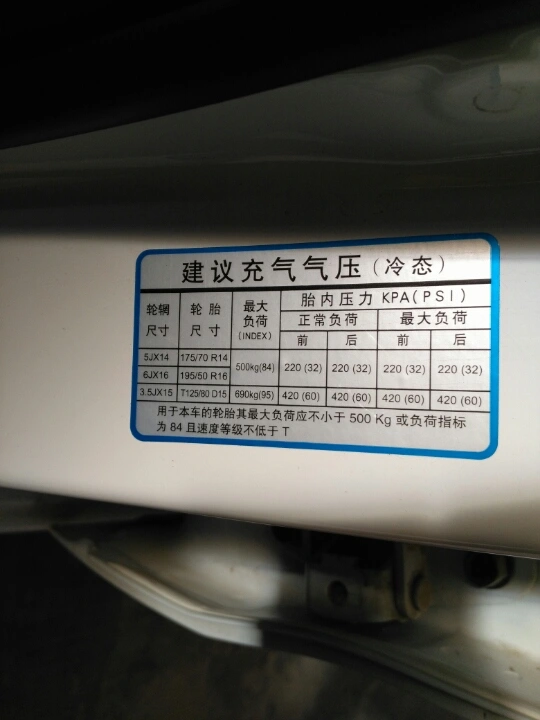 建议充气气压(冷态)
轮辋尺寸 轮胎尺寸 最大负荷(INDEX) 胎内压力 KPA(PSI)
正常负荷 最大负荷
前 后 前 后
5JX14 175/70 R14 500kg(84) 220 (32) 220 (32) 220 (32) 220 (32)
6JX16 195/50 R16
3.5JX15 T125/80 D15 690kg(95) 420 (60) 420 (60) 420 (60) 420 (60)
用于本车的轮胎其最大负荷应不小于 500 Kg 或负荷指标
为 84 且速度等级不低于 T